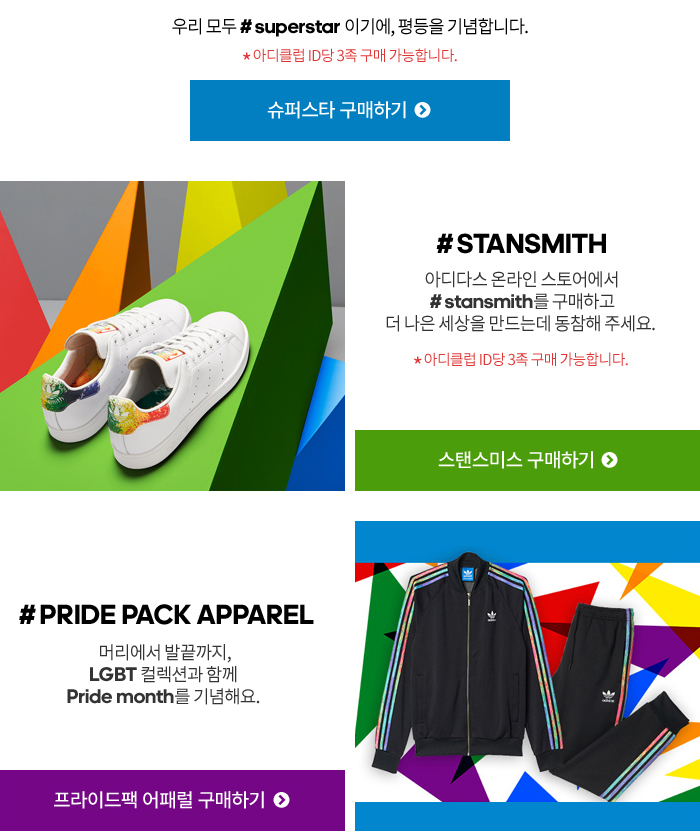 우리 모두 # superstar 이기에, 평등을 기념합니다.
* 아디클럽 ID당 3족 구매 가능합니다.
슈퍼스타 구매하기
# STANSMITH
아디다스 온라인 스토어에서
# stansmith를 구매하고
더 나은 세상을 만드는데 동참해 주세요.
* 아디클럽 ID당 3족 구매 가능합니다.
스탠스미스 구매하기
# PRIDE PACK APPAREL
머리에서 발끝까지,
LGBT 컬렉션과 함께
Pride month를 기념해요.
프라이드팩 어패럴 구매하기
adidas
adidas